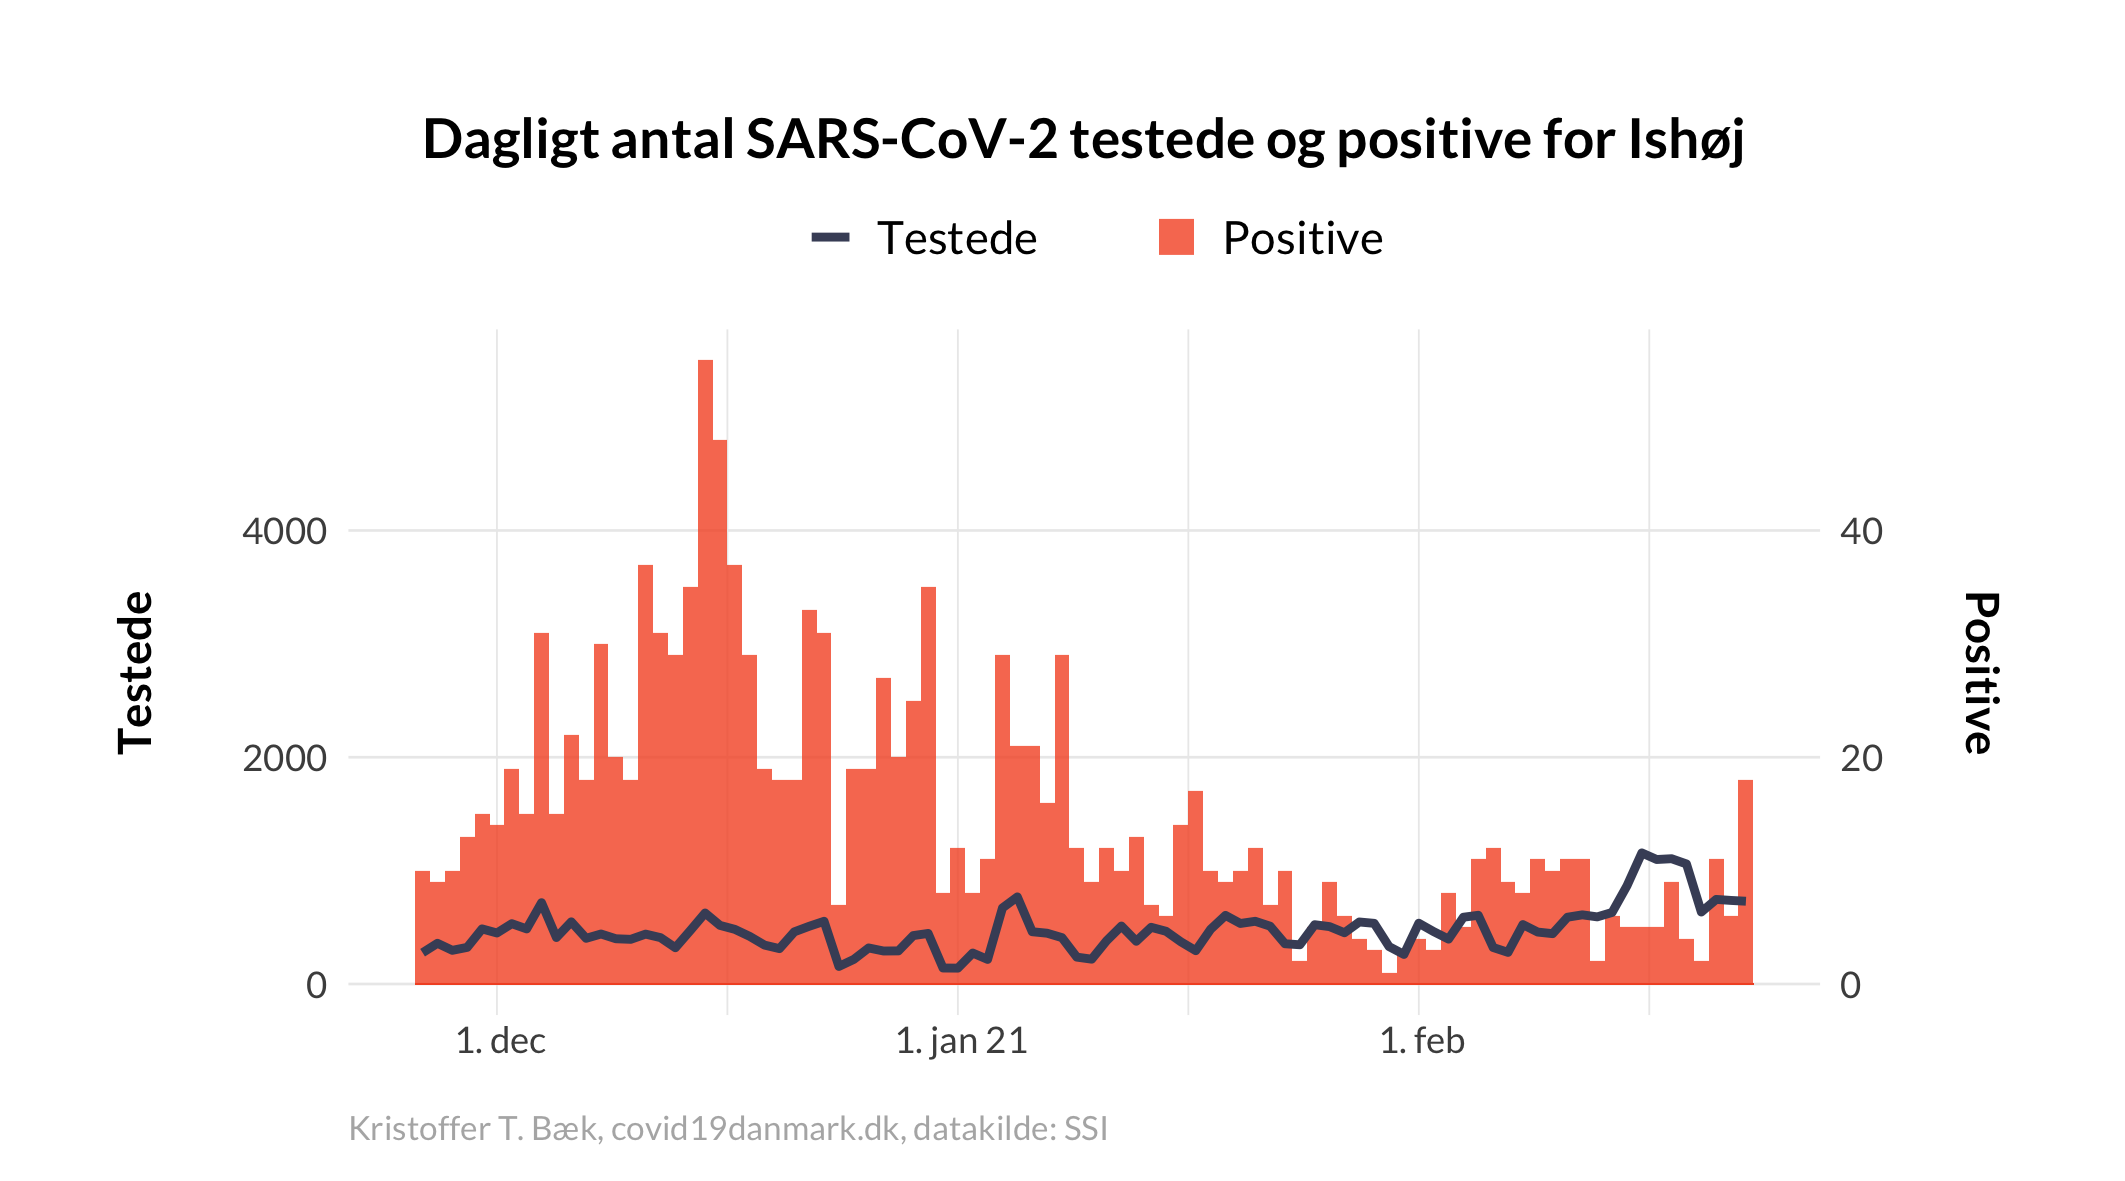 Dagligt antal SARS-CoV-2 testede og positive for Ishøj
Testede
Positive
4000
2000
0
Testede
40
20
0
Positive
1. dec
1. jan 21
1. feb
Kristoffer T. Bæk, covid19danmark.dk, datakilde: SSI